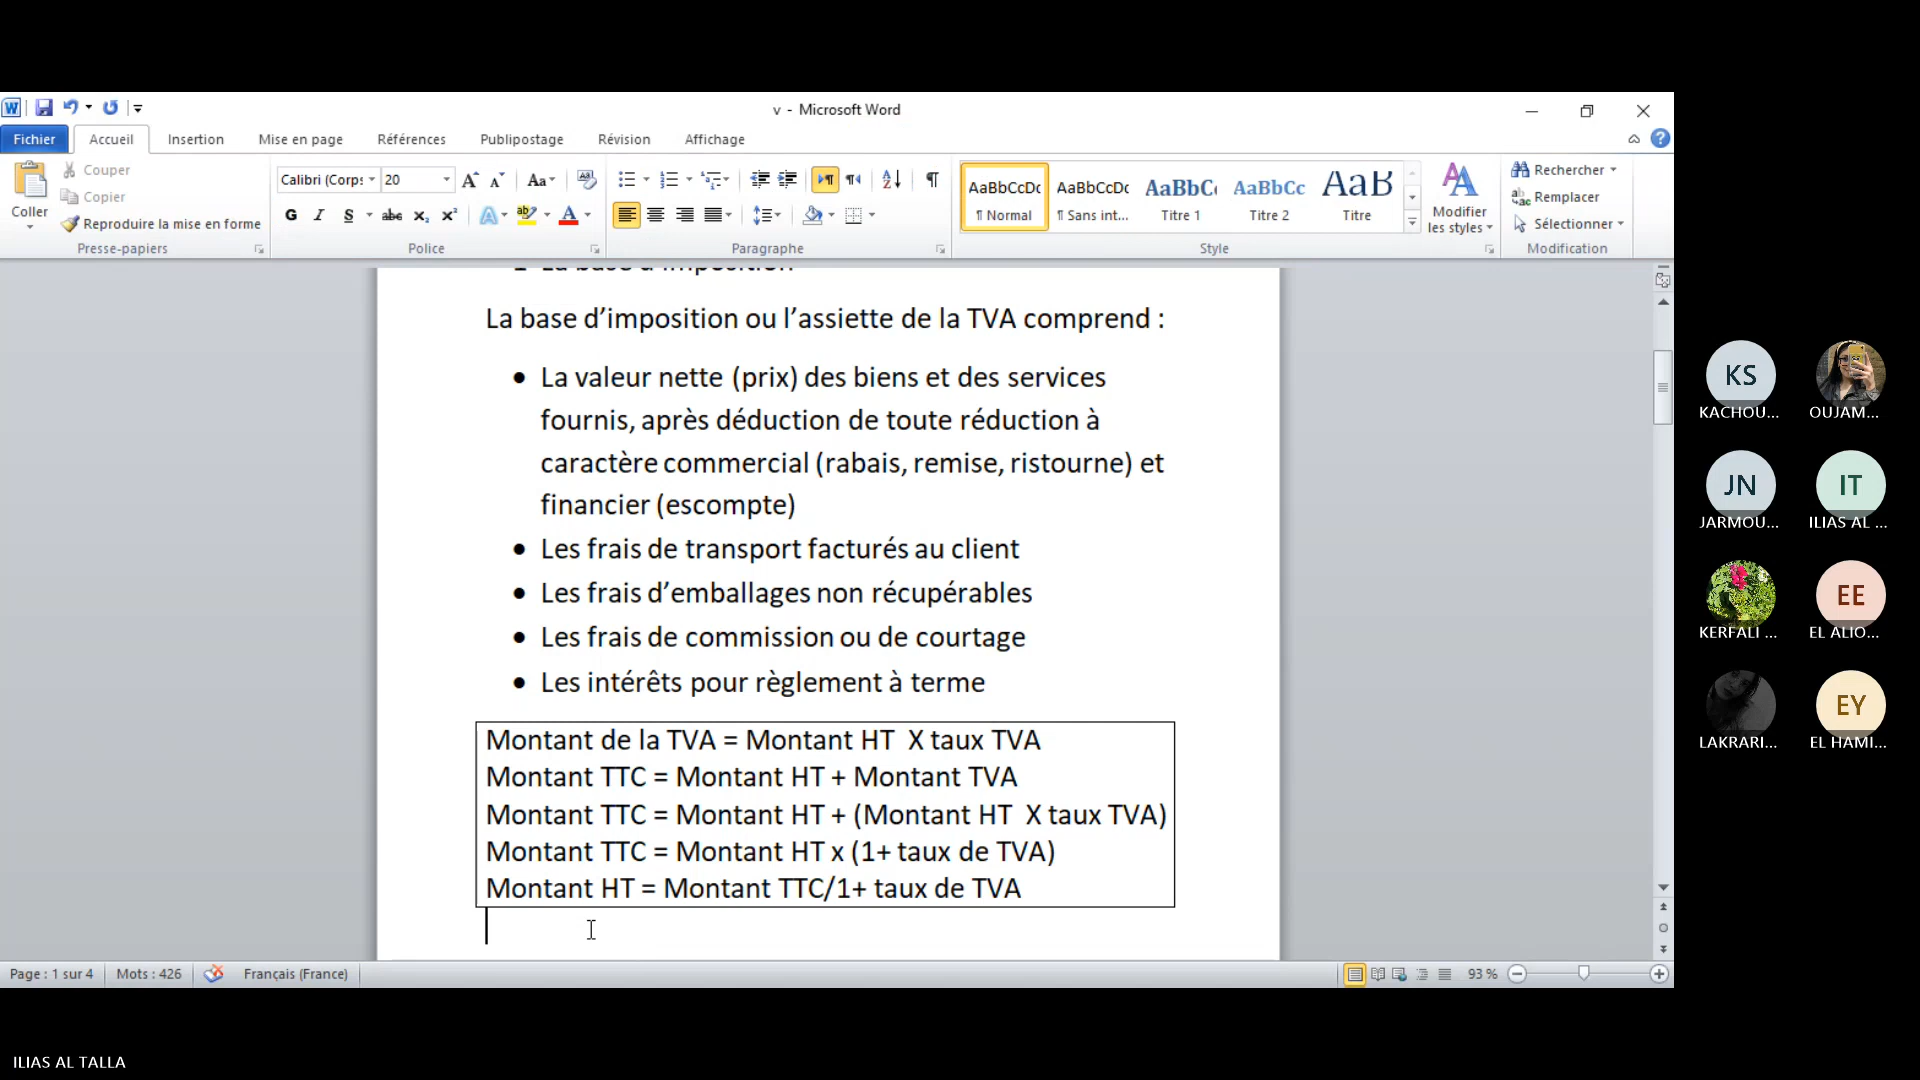 v - Microsoft Word
Fichier Accueil Insertion Mise en page Références Publipostage Révision Affichage
Coller
Couper
Copier
Reproduire la mise en forme
Presse-papiers
Calibri (Corps 20
Aa
G I S abc x₂ x²
Police
Paragraphe
AaBbCcDc AaBbCcDc AaBbC AaBbCc AaB
¶ Normal ¶ Sans int... Titre 1 Titre 2 Titre
Modifier
les styles
Style
Rechercher
Remplacer
Sélectionner
Modification
La base d’imposition ou l’assiette de la TVA comprend :
• La valeur nette (prix) des biens et des services
fournis, après déduction de toute réduction à
caractère commercial (rabais, remise, ristourne) et
financier (escompte)
• Les frais de transport facturés au client
• Les frais d’emballages non récupérables
• Les frais de commission ou de courtage
• Les intérêts pour règlement à terme
Montant de la TVA = Montant HT X taux TVA
Montant TTC = Montant HT + Montant TVA
Montant TTC = Montant HT + (Montant HT X taux TVA)
Montant TTC = Montant HT x (1+ taux de TVA)
Montant HT = Montant TTC/1+ taux de TVA
Page : 1 sur 4 Mots : 426 Français (France) 93 %
KS
KACHOU...
OUJAM...
JN
JARMOU...
IT
ILIAS AL ...
KERFALI ...
EE
EL ALIO...
LAKRARI...
EY
EL HAMI...
ILIAS AL TALLA